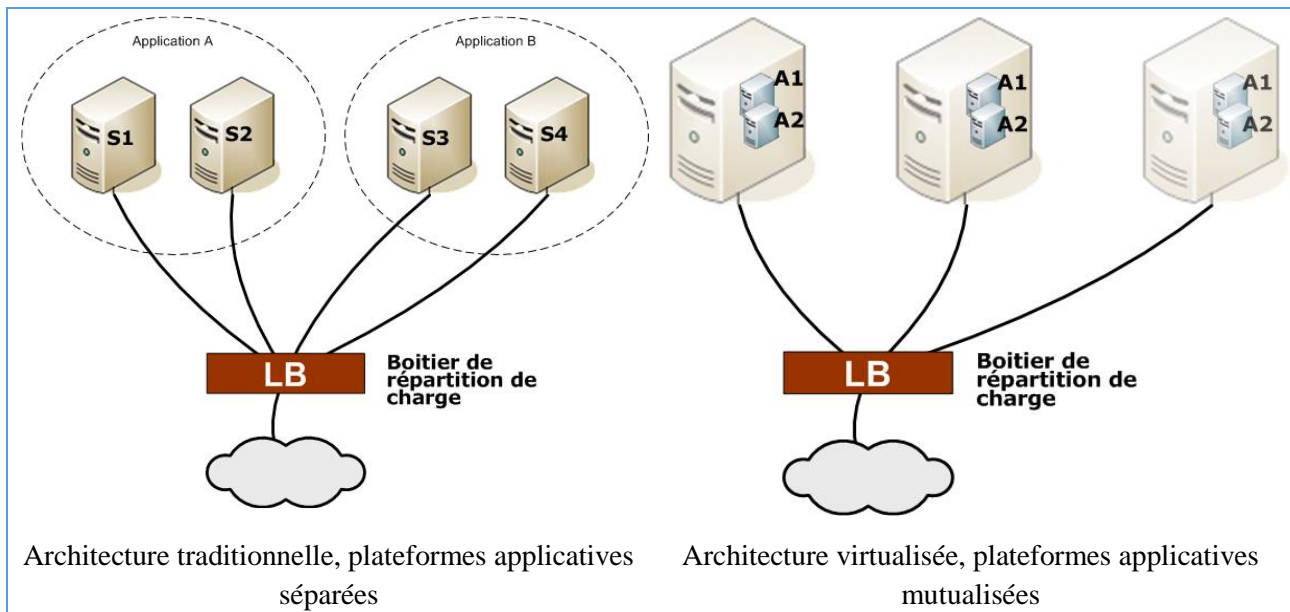 Application A
Application B
S1
S2
S3
S4
LB
Boitier de
répartition de
charge
Architecture traditionnelle, plateformes applicatives
séparées
A1
A2
A1
A2
A1
A2
LB
Boitier de
répartition de
charge
Architecture virtualisée, plateformes applicatives
mutualisées